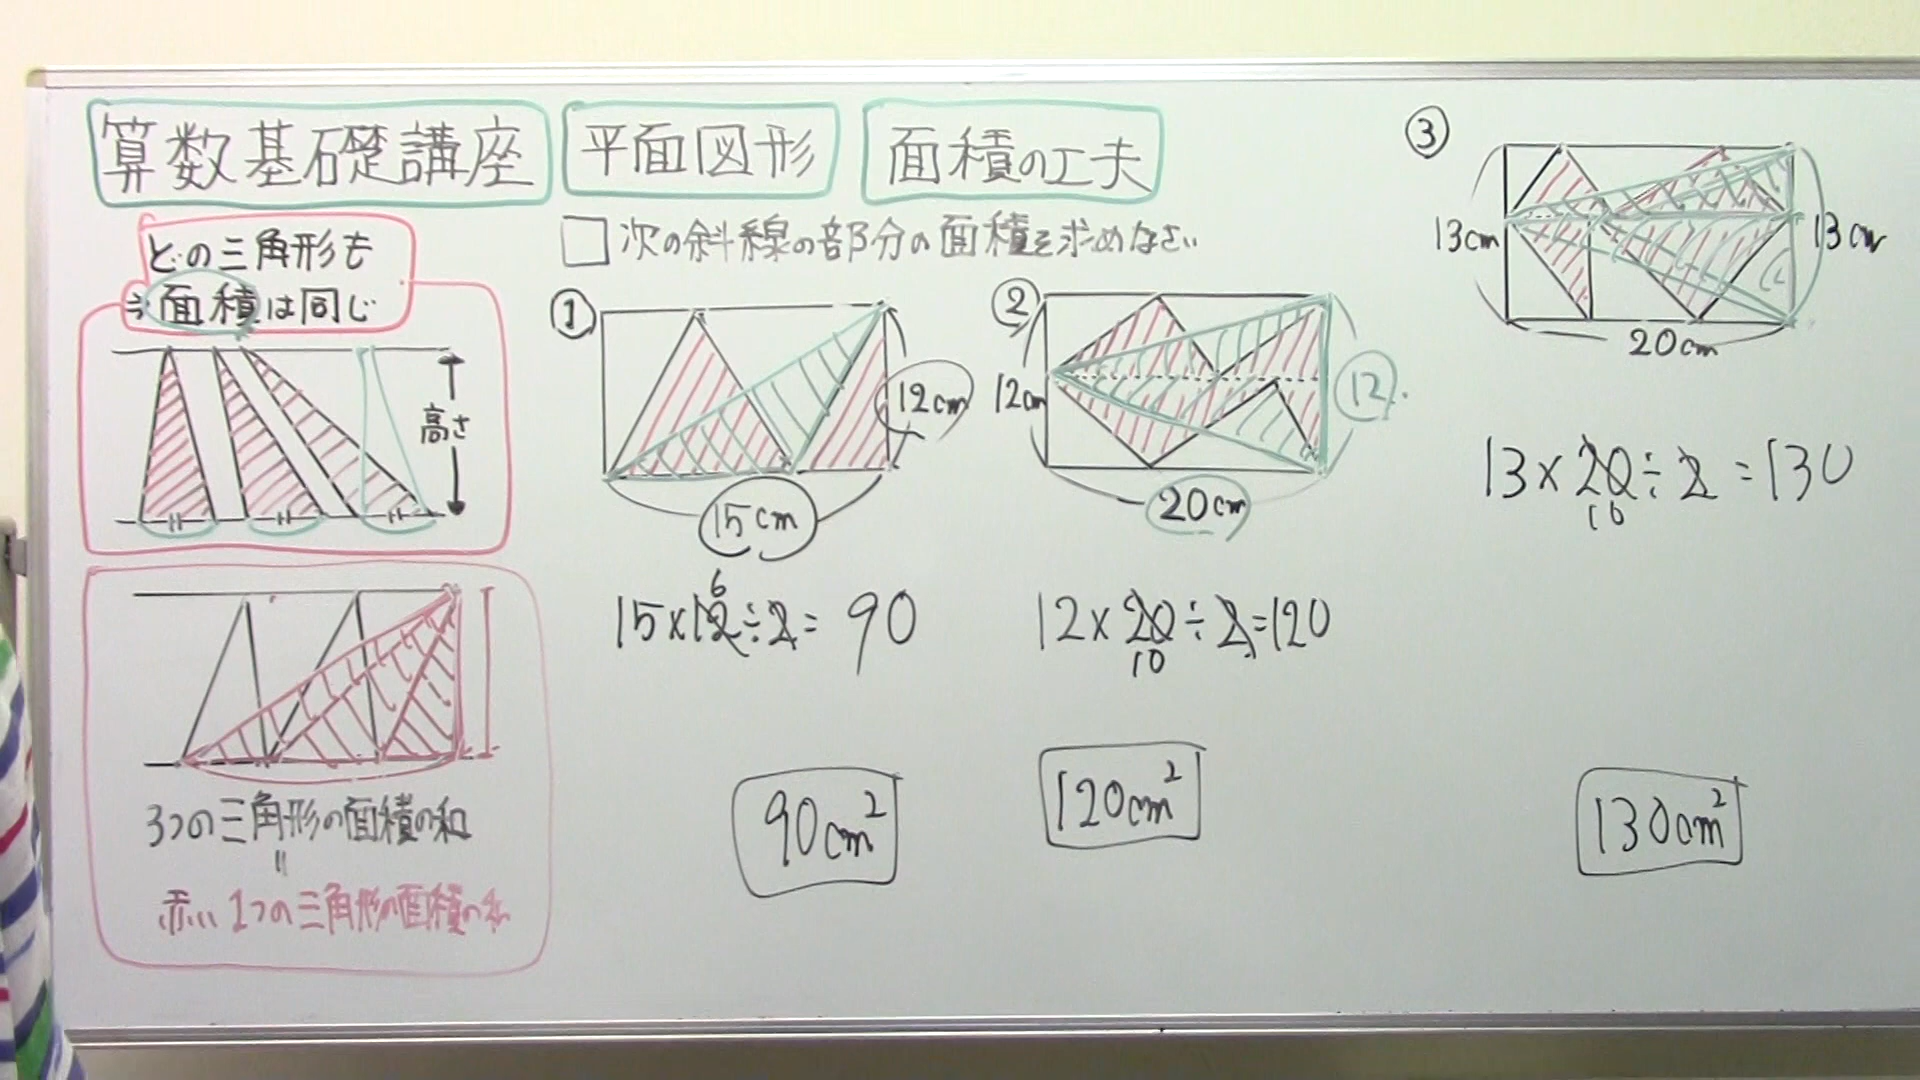 算数基礎講座 平面図形 面積の工夫
どの三角形も
⇒面積は同じ
高さ
3つの三角形の面積の和
=
赤い1つの三角形の面積の和
□ 次の斜線の部分の面積を求めなさい
①
12cm
15cm
6
15×12÷2= 90
90cm²
②
12cm
12
20cm
12×20÷2=120
10
120cm²
③
13cm
13cm
20cm
13×20÷2=130
10
130cm²